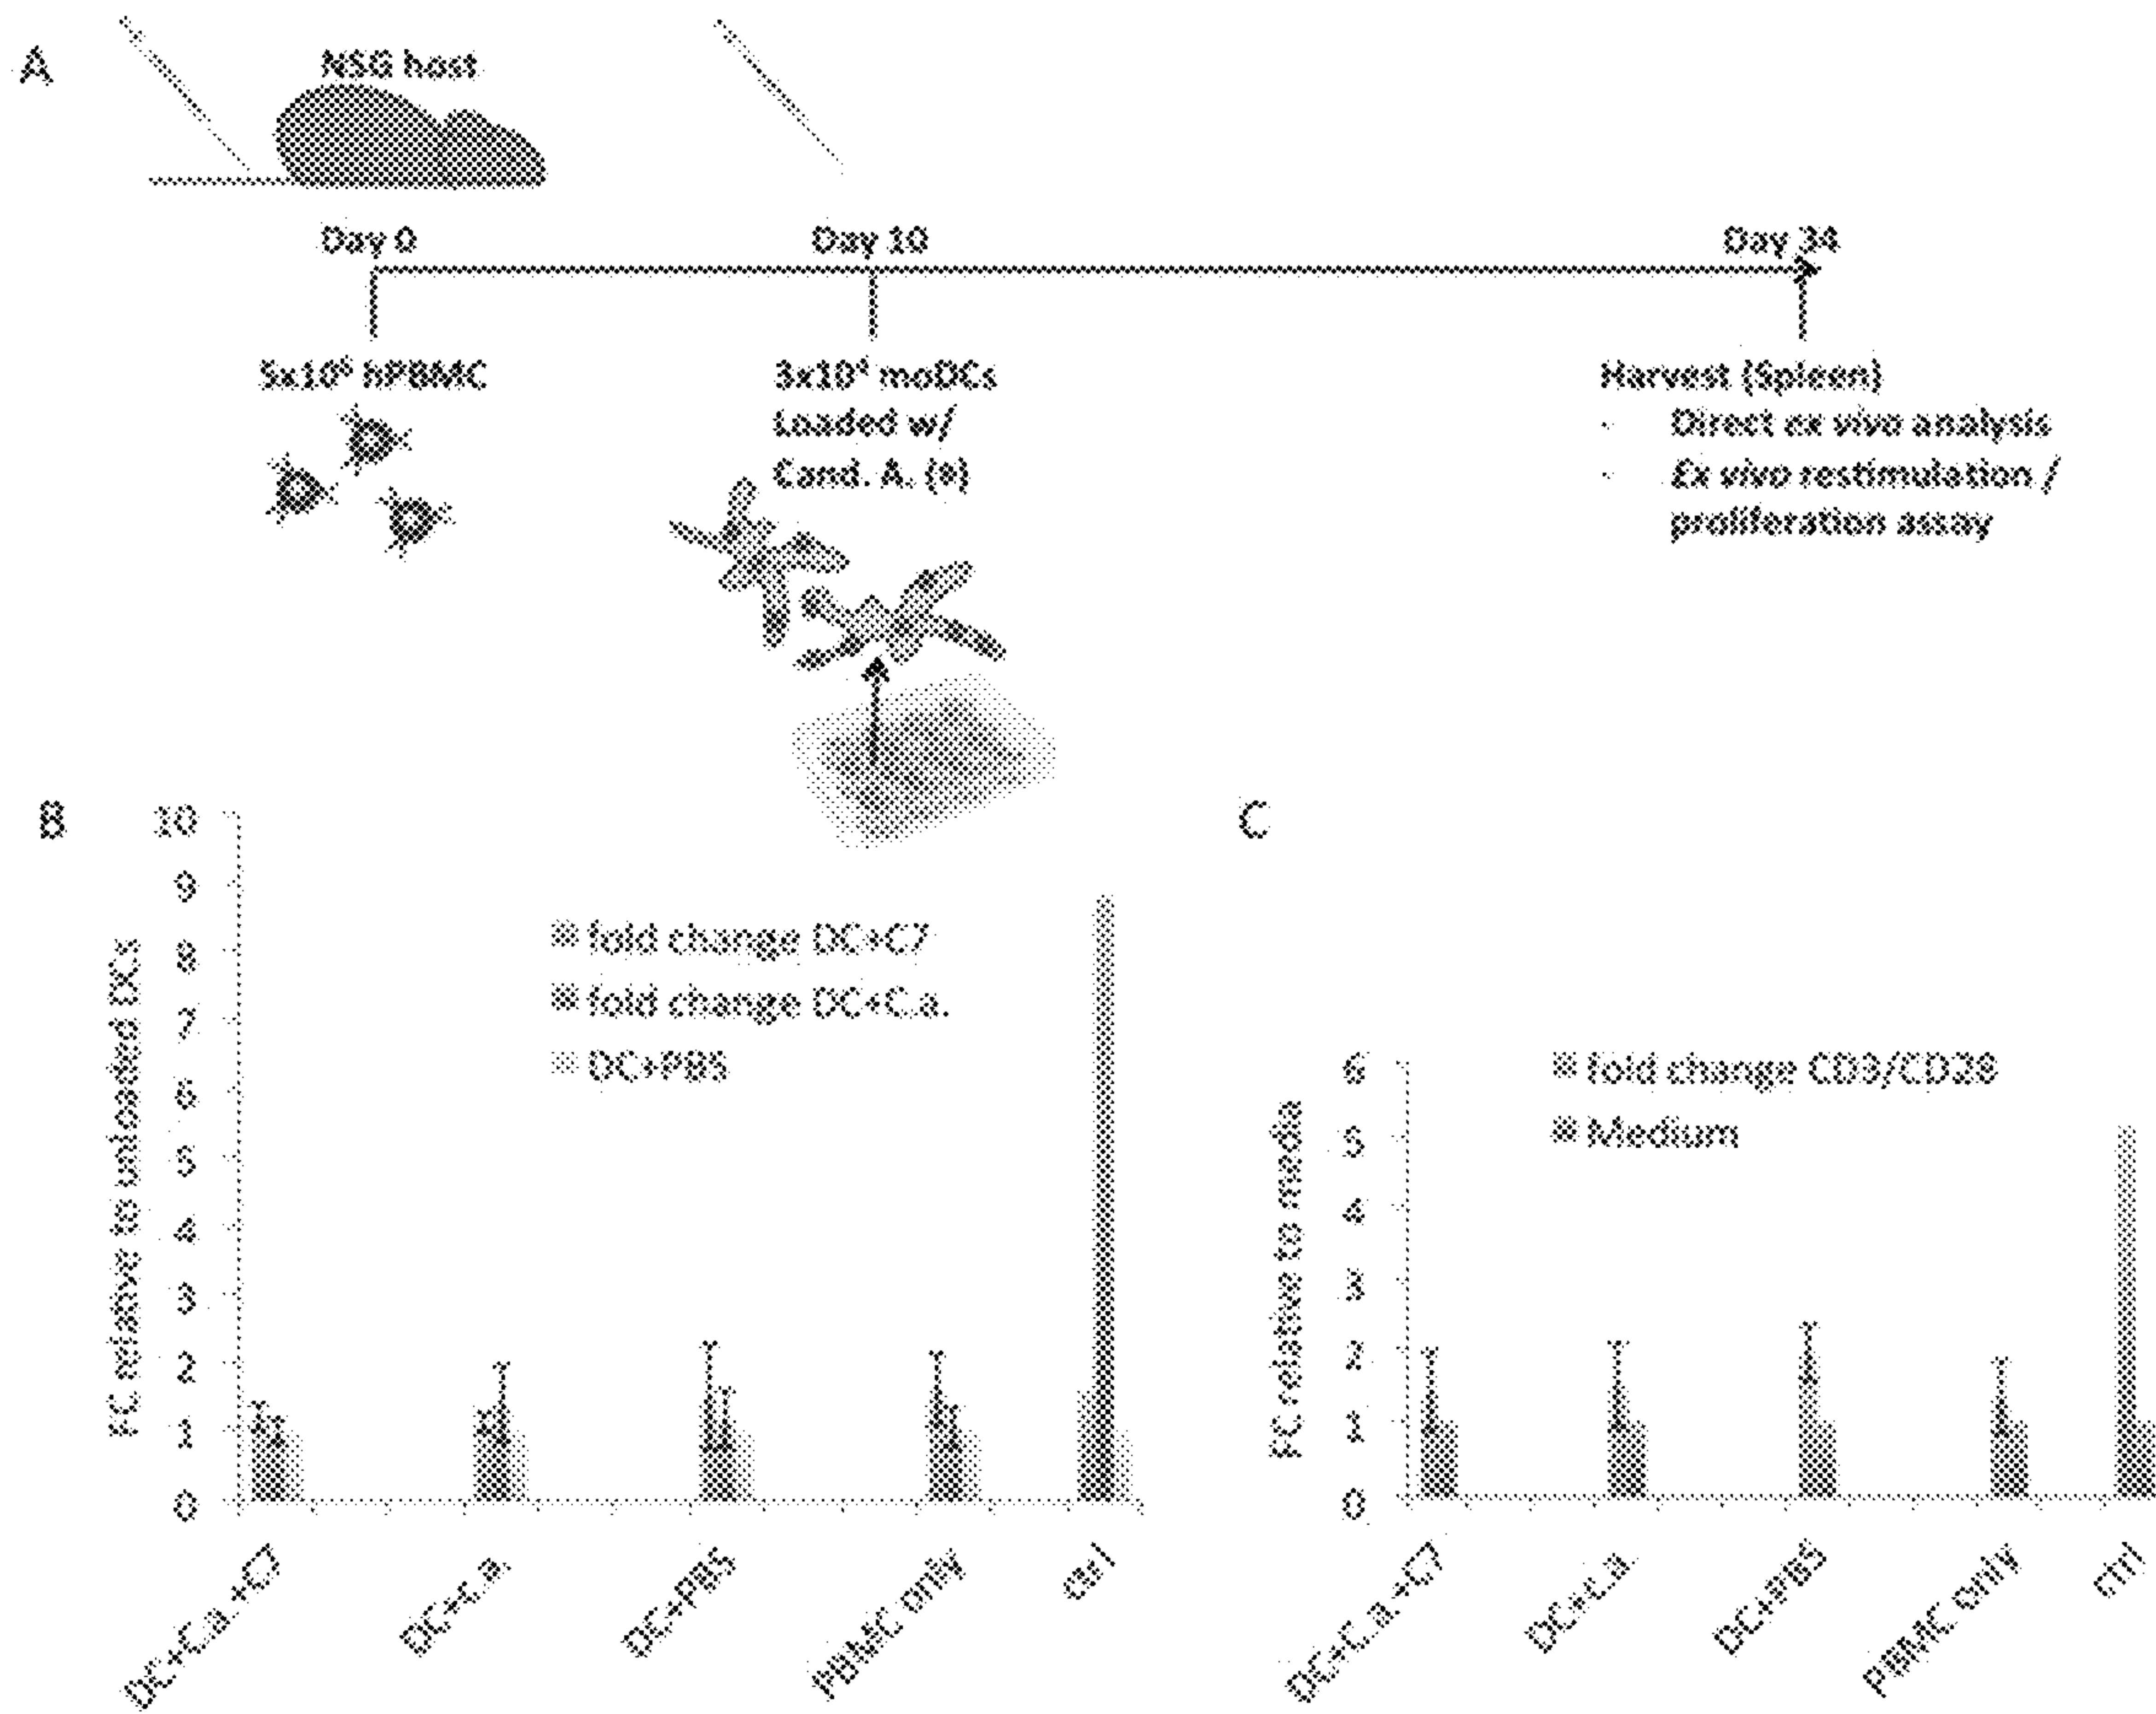 A
NSG host
Day 0
Day 10
Day 34
5x10⁶ hPBMC
3x10⁴ moDCs
Loaded w/
Cand. A. (*)
Harvest (Spleen)
Direct ex vivo analysis
Ex vivo restimulation /
proliferation assay
B
10
9
8
7
6
5
4
3
2
1
0
FC relative to unloaded DCs
fold change DC+C7
fold change DC+C.a.
DC+PBS
DC+C.a.+C7
DC+C.a.
DC+PBS
PBMC only
ctrl
C
6
5
4
3
2
1
0
FC relative to media
fold change CD3/CD28
Medium
DC+C.a.+C7
DC+C.a
DC+PBS
PBMC only
ctrl